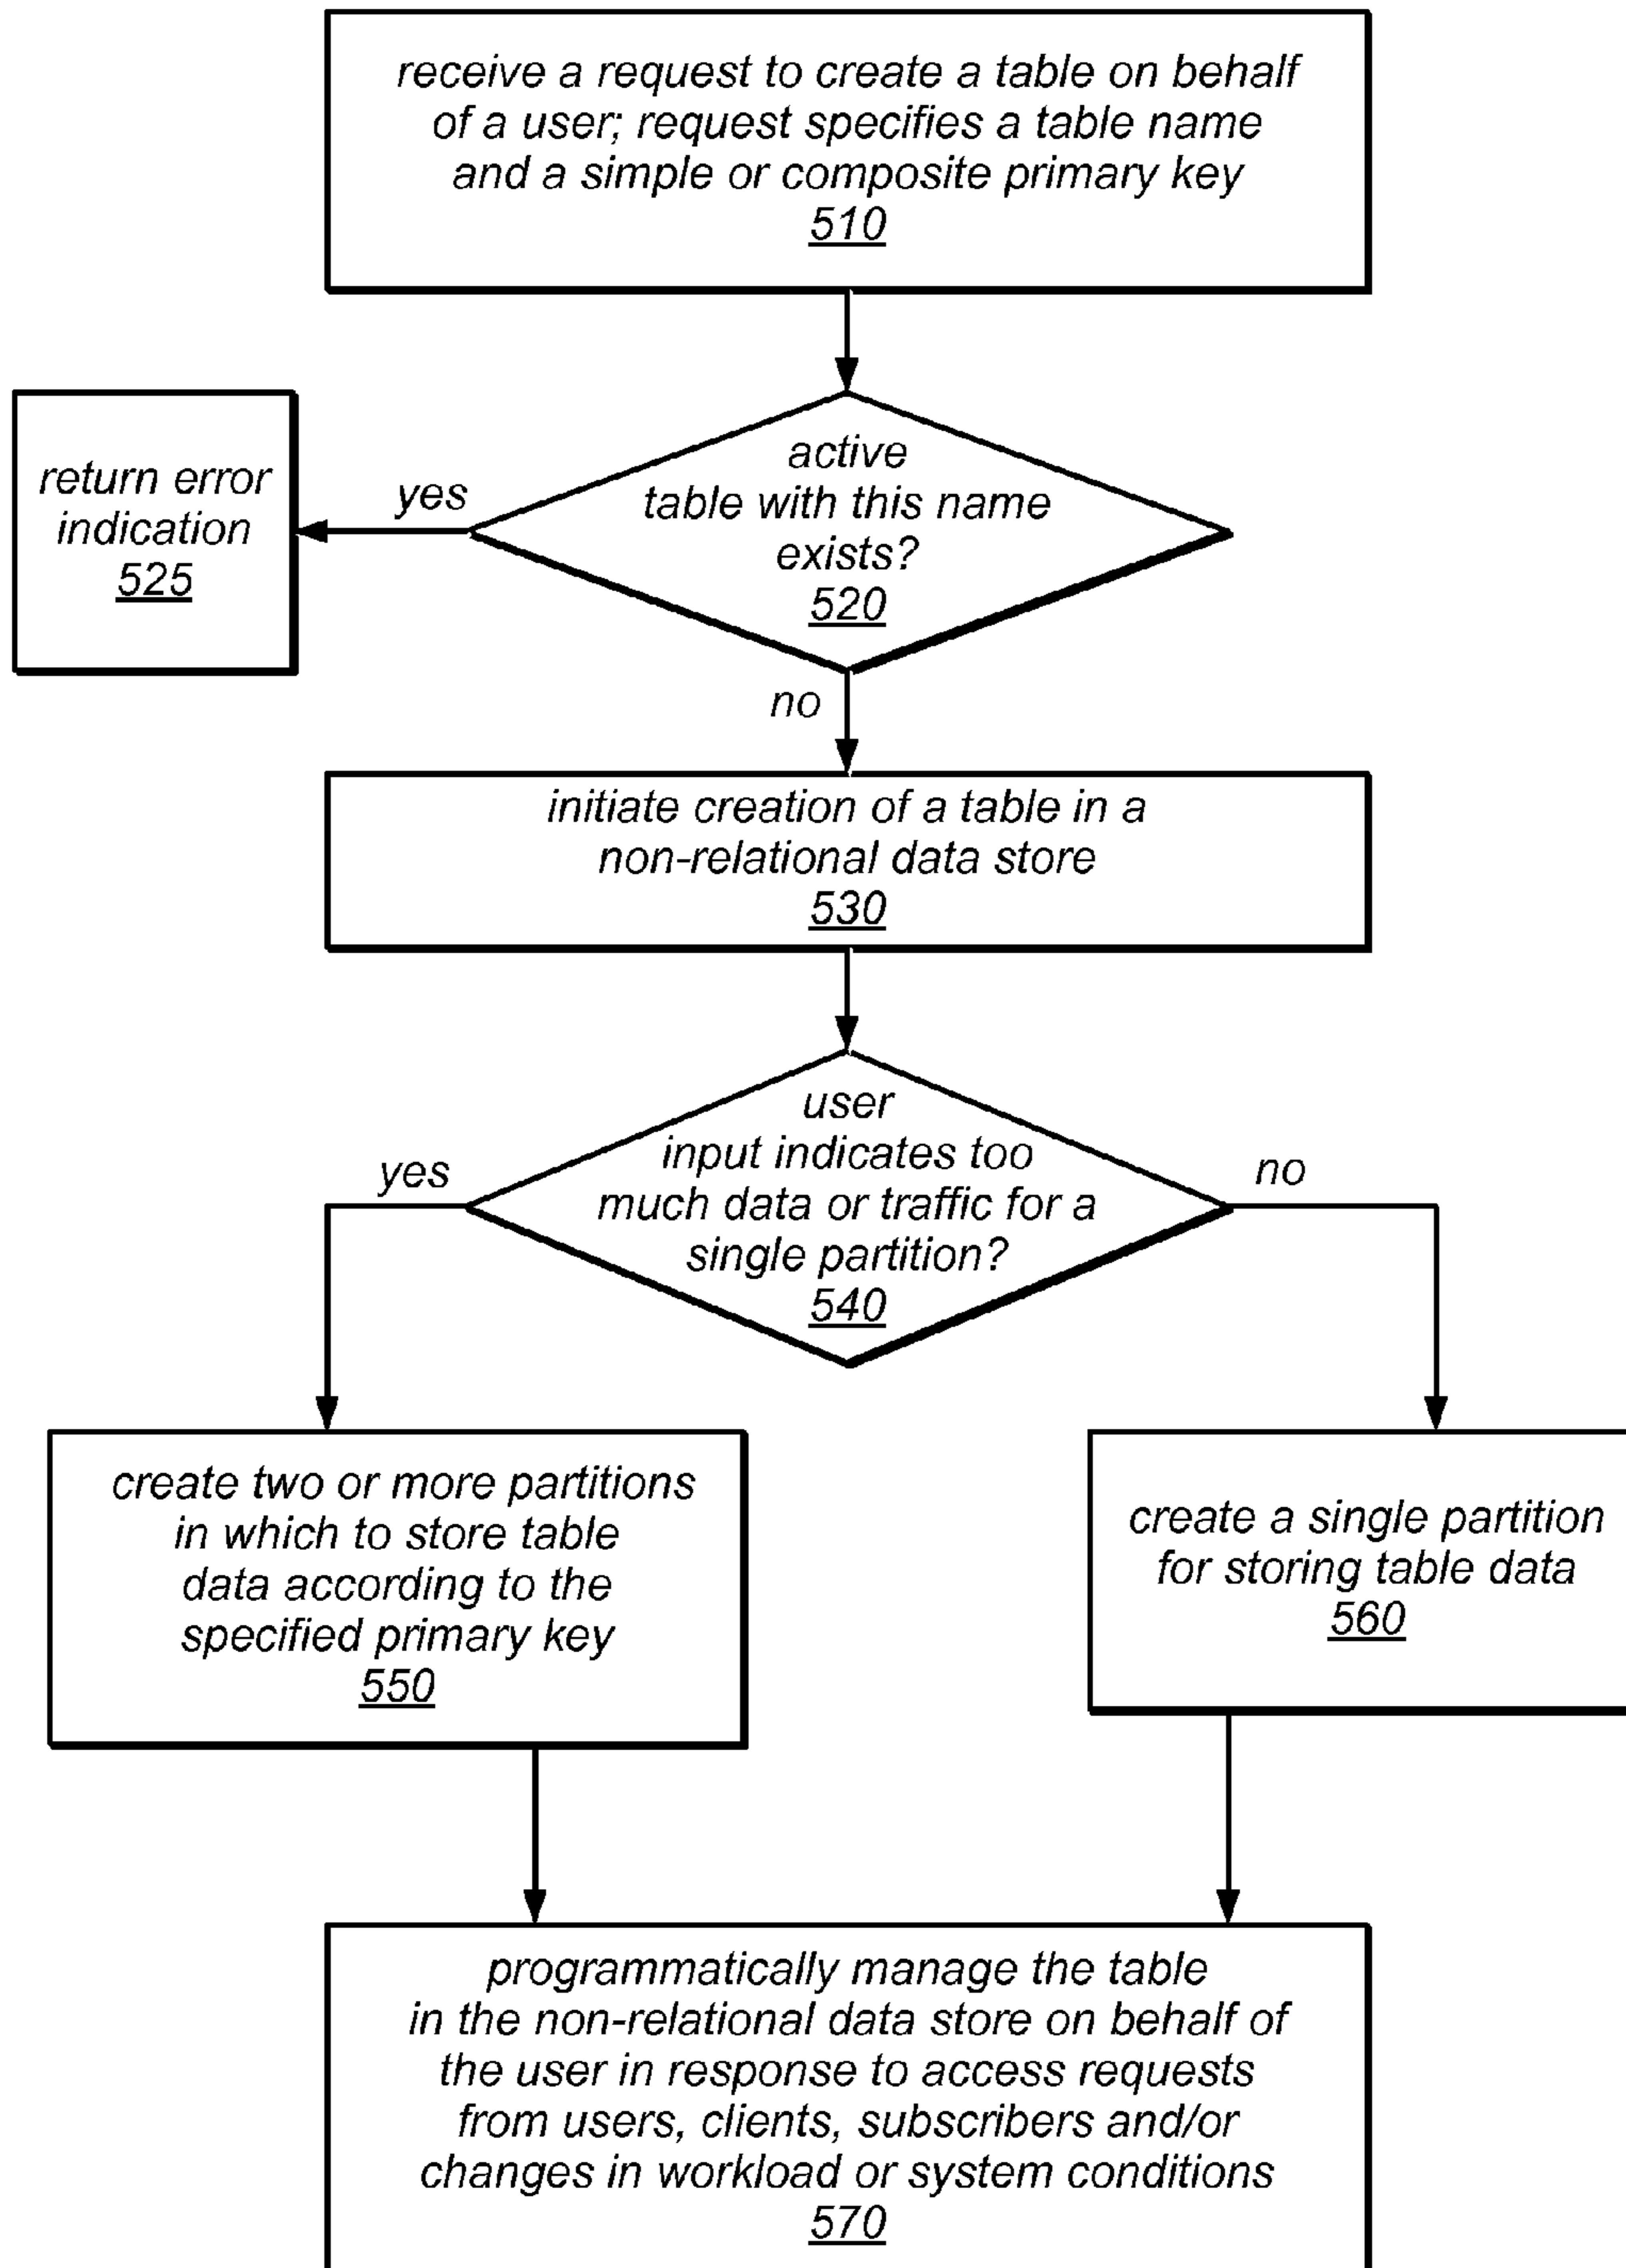 receive a request to create a table on behalf
of a user; request specifies a table name
and a simple or composite primary key
510
active
table with this name
exists?
520
yes
return error
indication
525
no
initiate creation of a table in a
non-relational data store
530
user
input indicates too
much data or traffic for a
single partition?
540
yes
no
create two or more partitions
in which to store table
data according to the
specified primary key
550
create a single partition
for storing table data
560
programmatically manage the table
in the non-relational data store on behalf of
the user in response to access requests
from users, clients, subscribers and/or
changes in workload or system conditions
570